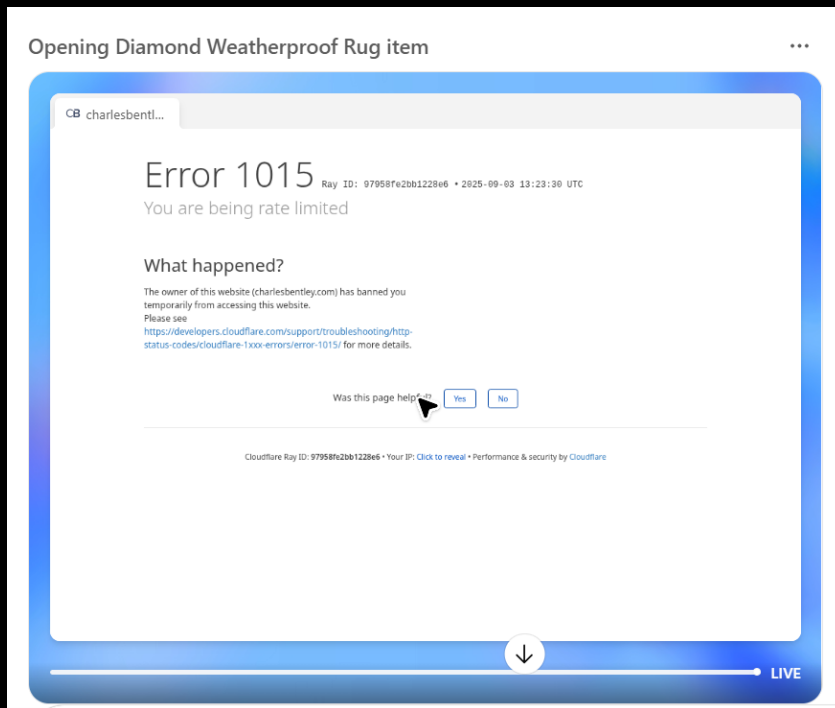 Opening Diamond Weatherproof Rug item
CB charlesbentl...
Error 1015 Ray ID: 97958fe2bb1228e6 • 2025-09-03 13:23:30 UTC
You are being rate limited
What happened?
The owner of this website (charlesbentley.com) has banned you
temporarily from accessing this website.
Please see
https://developers.cloudflare.com/support/troubleshooting/http-
status-codes/cloudflare-1xxx-errors/error-1015/ for more details.
Was this page helpful? Yes No
Cloudflare Ray ID: 97958fe2bb1228e6 • Your IP: Click to reveal • Performance & security by Cloudflare
LIVE